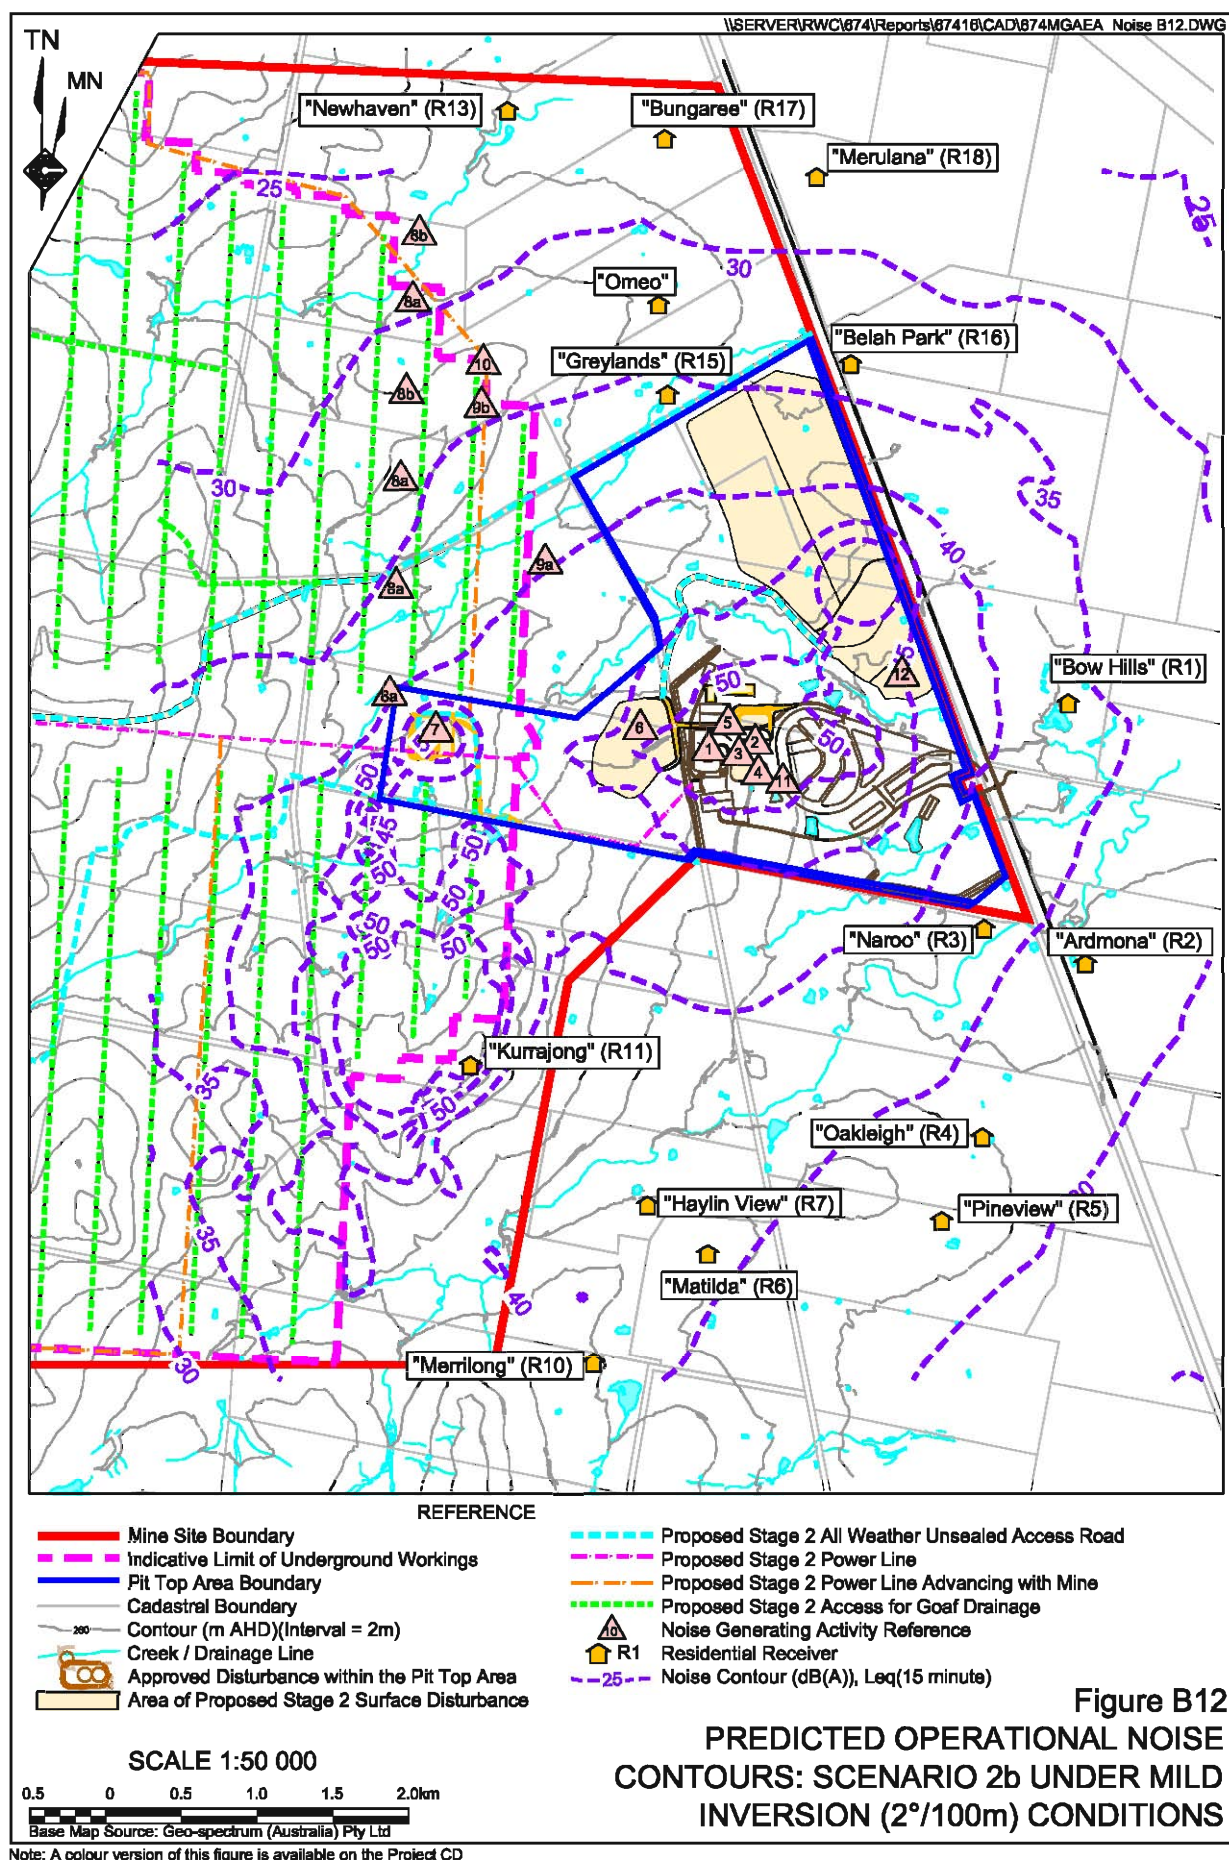 \\SERVER\RWC\674\Reports\67416\CAD\674MGAEA_Noise B12.DWG
TN
MN
"Newhaven" (R13)
"Bungaree" (R17)
"Merulana" (R18)
25
25
8b
30
"Omeo"
8a
"Belah Park" (R16)
"Greylands" (R15)
10
8b
9b
30
8a
35
40
9a
8a
"Bow Hills" (R1)
50
12
8a
7
6
5
50
1
2
3
4
11
50
45
50
50
50
50
50
50
"Naroo" (R3)
"Ardmona" (R2)
"Kurrajong" (R11)
35
50
"Oakleigh" (R4)
"Haylin View" (R7)
"Pineview" (R5)
35
"Matilda" (R6)
40
30
"Merrilong" (R10)
REFERENCE
Mine Site Boundary
Indicative Limit of Underground Workings
Pit Top Area Boundary
Cadastral Boundary
260
Contour (m AHD)(Interval = 2m)
Creek / Drainage Line
Approved Disturbance within the Pit Top Area
Area of Proposed Stage 2 Surface Disturbance
Proposed Stage 2 All Weather Unsealed Access Road
Proposed Stage 2 Power Line
Proposed Stage 2 Power Line Advancing with Mine
Proposed Stage 2 Access for Goaf Drainage
10
Noise Generating Activity Reference
R1 Residential Receiver
25
Noise Contour (dB(A)), Leq(15 minute)
Figure B12
PREDICTED OPERATIONAL NOISE
CONTOURS: SCENARIO 2b UNDER MILD
INVERSION (2°/100m) CONDITIONS
SCALE 1:50 000
0.5 0 0.5 1.0 1.5 2.0km
Base Map Source: Geo-spectrum (Australia) Pty Ltd
Note: A colour version of this figure is available on the Project CD